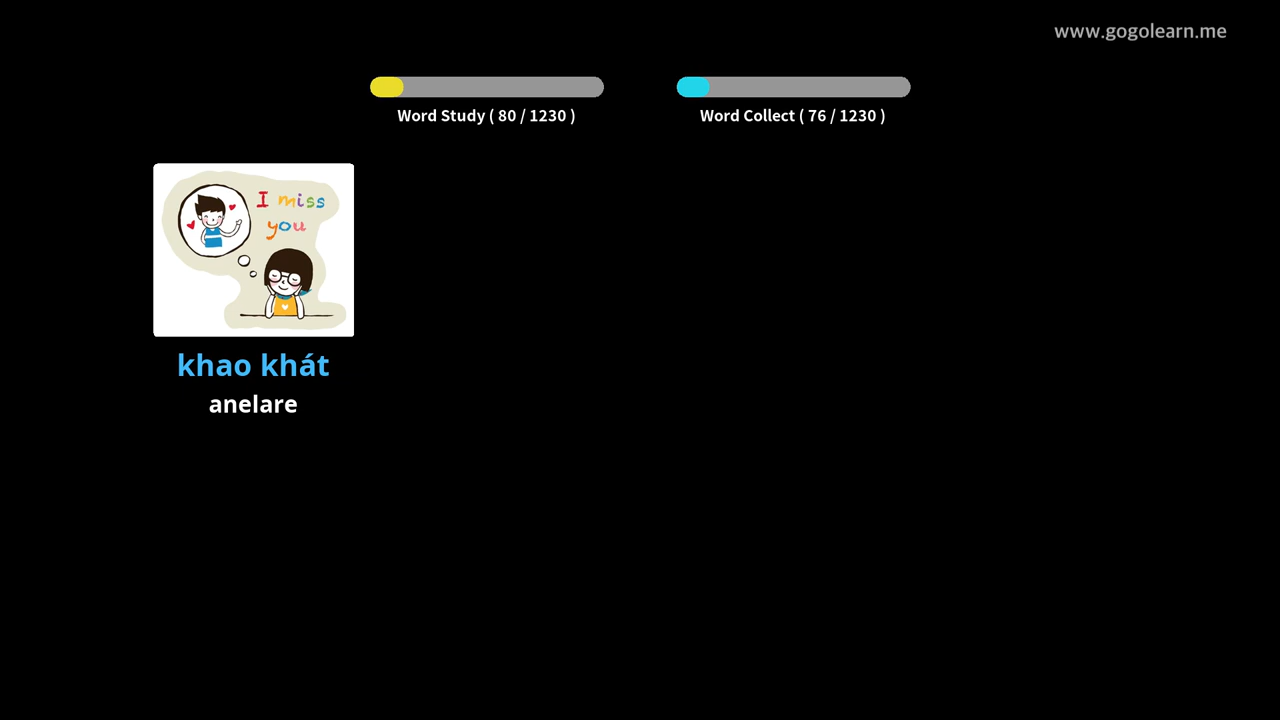 www.gogolearn.me
Word Study ( 80 / 1230 )
Word Collect ( 76 / 1230 )
I miss
you
khao khát
anelare